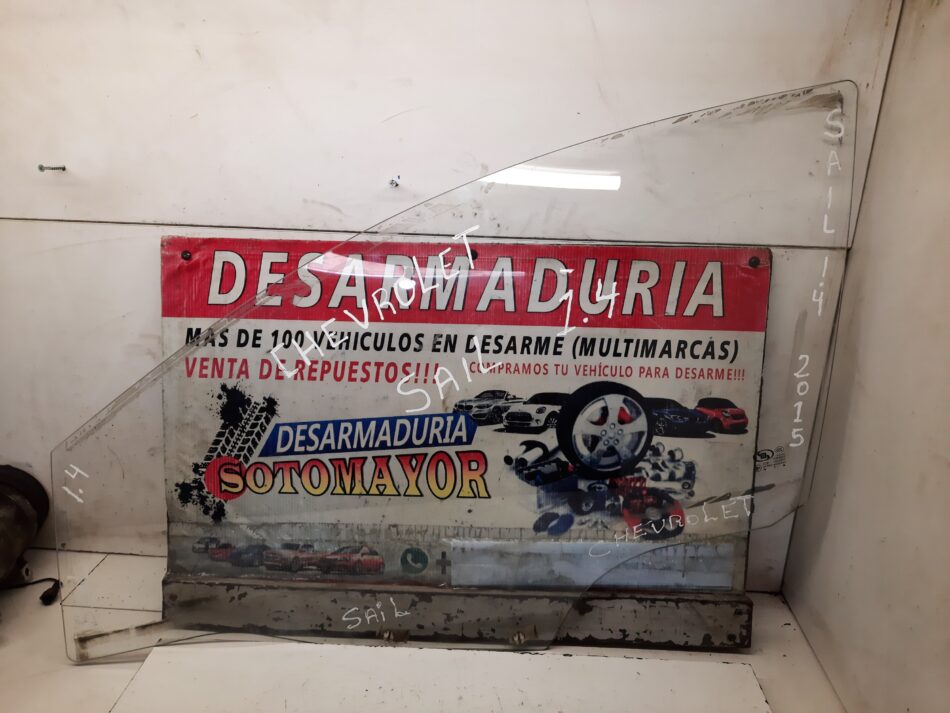 DESARMADURIA
MAS DE 100 VEHICULOS EN DESARME (MULTIMARCAS)
VENTA DE REPUESTOS!!!
COMPRAMOS TU VEHÍCULO PARA DESARME!!!
DESARMADURIA
SOTOMAYOR
CHEVROLET
SAIL
1.4
SAIL 1.4 2015
1.4
CHEVROLET
SAIL